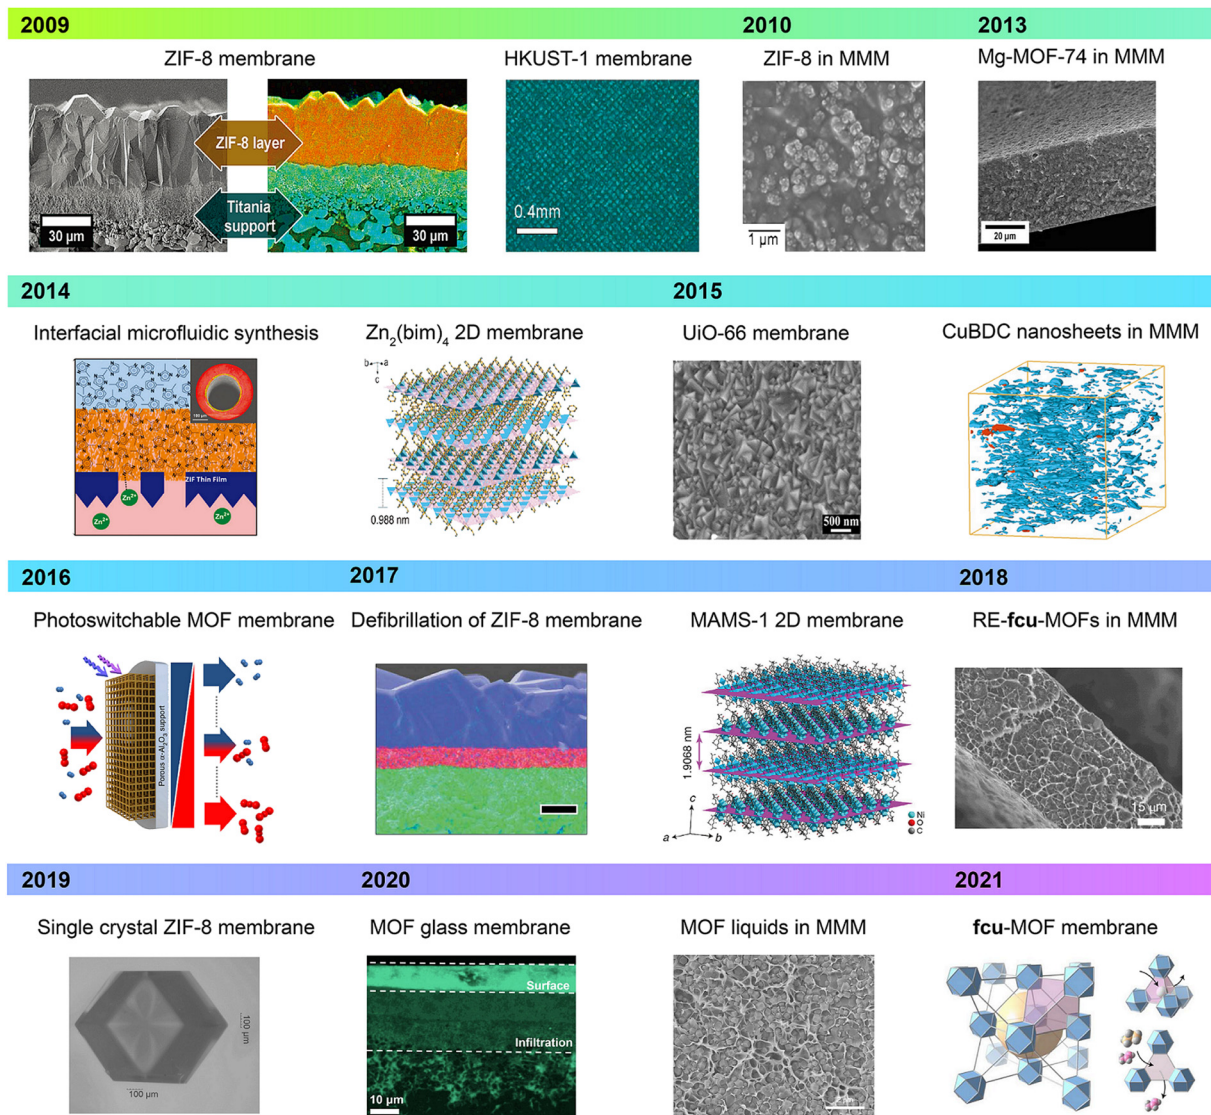 2009
2010
2013
ZIF-8 membrane
HKUST-1 membrane
ZIF-8 in MMM
Mg-MOF-74 in MMM
ZIF-8 layer
Titania
support
30 µm
30 µm
0.4mm
1 µm
20 µm
2014
2015
Interfacial microfluidic synthesis
Zn2(bim)4 2D membrane
UiO-66 membrane
CuBDC nanosheets in MMM
ZIF Thin Film
Zn2+
Zn2+
Zn2+
b
a
c
0.988 nm
500 nm
2016
2017
2018
Photoswitchable MOF membrane
Defibrillation of ZIF-8 membrane
MAMS-1 2D membrane
RE-fcu-MOFs in MMM
Porous α-Al2O3 support
1.9068 nm
c
a
b
Ni
O
C
15 µm
2019
2020
2021
Single crystal ZIF-8 membrane
MOF glass membrane
MOF liquids in MMM
fcu-MOF membrane
100 µm
100 µm
Surface
Infiltration
10 µm